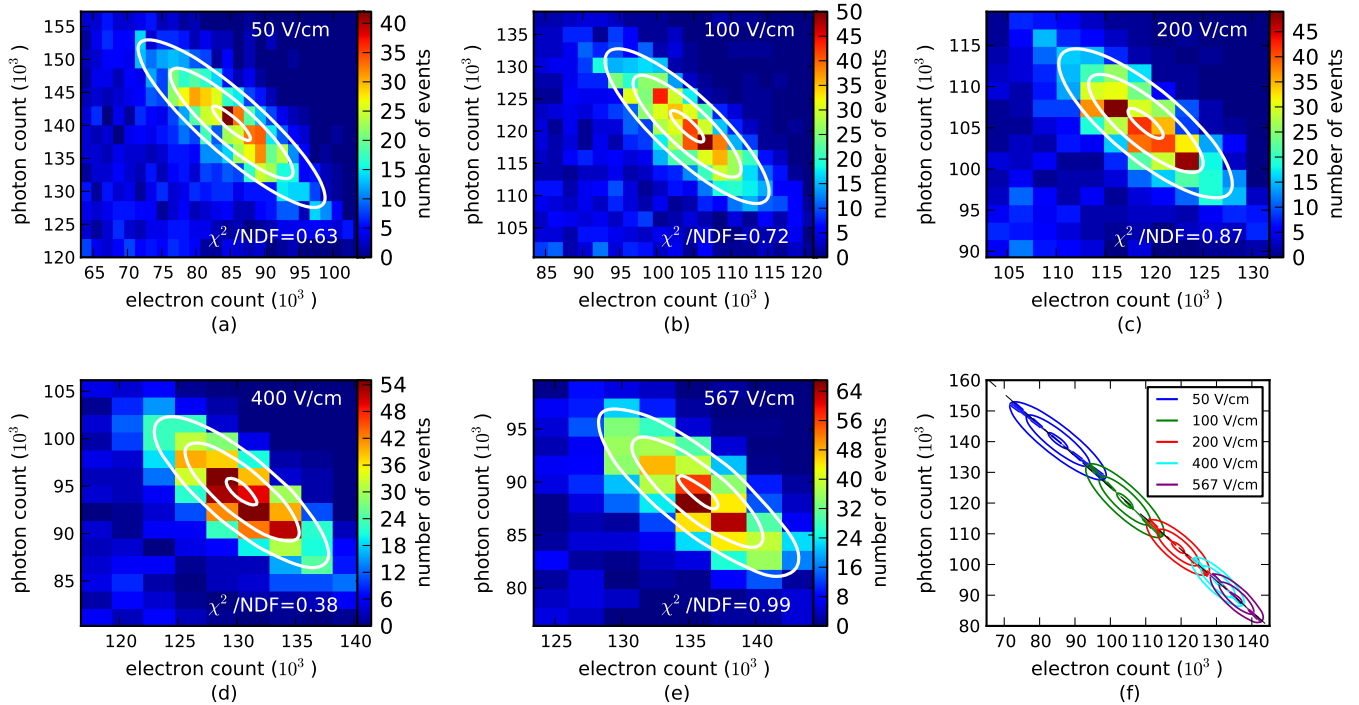 50 V/cm
χ² /NDF=0.63
photon count (10³)
155
150
145
140
135
130
125
120
65 70 75 80 85 90 95 100
electron count (10³ )
(a)
number of events
40
35
30
25
20
15
10
5
0
100 V/cm
χ² /NDF=0.72
photon count (10³)
135
130
125
120
115
110
105
85 90 95 100 105 110 115 120
electron count (10³ )
(b)
number of events
50
45
40
35
30
25
20
15
10
5
0
200 V/cm
χ² /NDF=0.87
photon count (10³)
115
110
105
100
95
90
105 110 115 120 125 130
electron count (10³ )
(c)
number of events
45
40
35
30
25
20
15
10
5
0
400 V/cm
χ² /NDF=0.38
photon count (10³)
105
100
95
90
85
120 125 130 135 140
electron count (10³ )
(d)
number of events
54
48
42
36
30
24
18
12
6
0
567 V/cm
χ² /NDF=0.99
photon count (10³)
95
90
85
80
130 135 140
electron count (10³ )
(e)
number of events
64
56
48
40
32
24
16
8
0
50 V/cm
100 V/cm
200 V/cm
400 V/cm
567 V/cm
photon count (10³)
160
150
140
130
120
110
100
90
80
70 80 90 100 110 120 130 140
electron count (10³ )
(f)